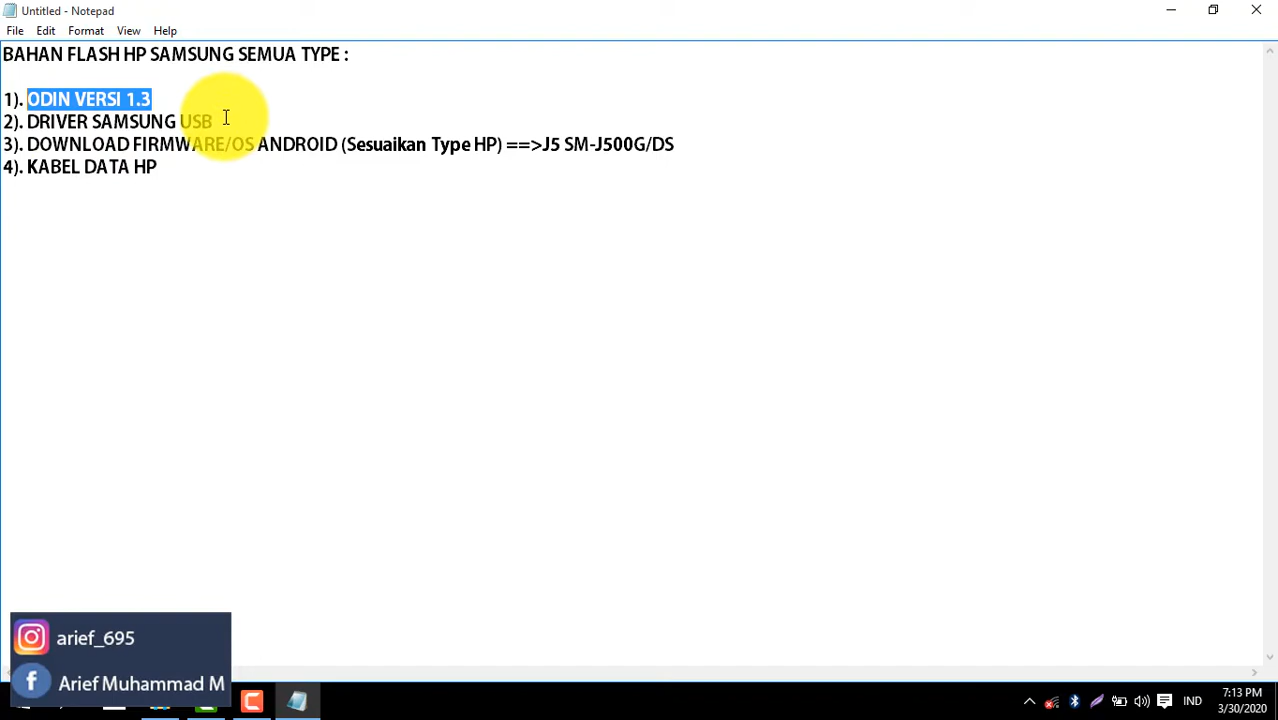 Untitled - Notepad
File Edit Format View Help
BAHAN FLASH HP SAMSUNG SEMUA TYPE :
1). ODIN VERSI 1.3
2). DRIVER SAMSUNG USB
3). DOWNLOAD FIRMWARE/OS ANDROID (Sesuaikan Type HP) ==>J5 SM-J500G/DS
4). KABEL DATA HP
arief_695
Arief Muhammad M
IND
7:13 PM
3/30/2020